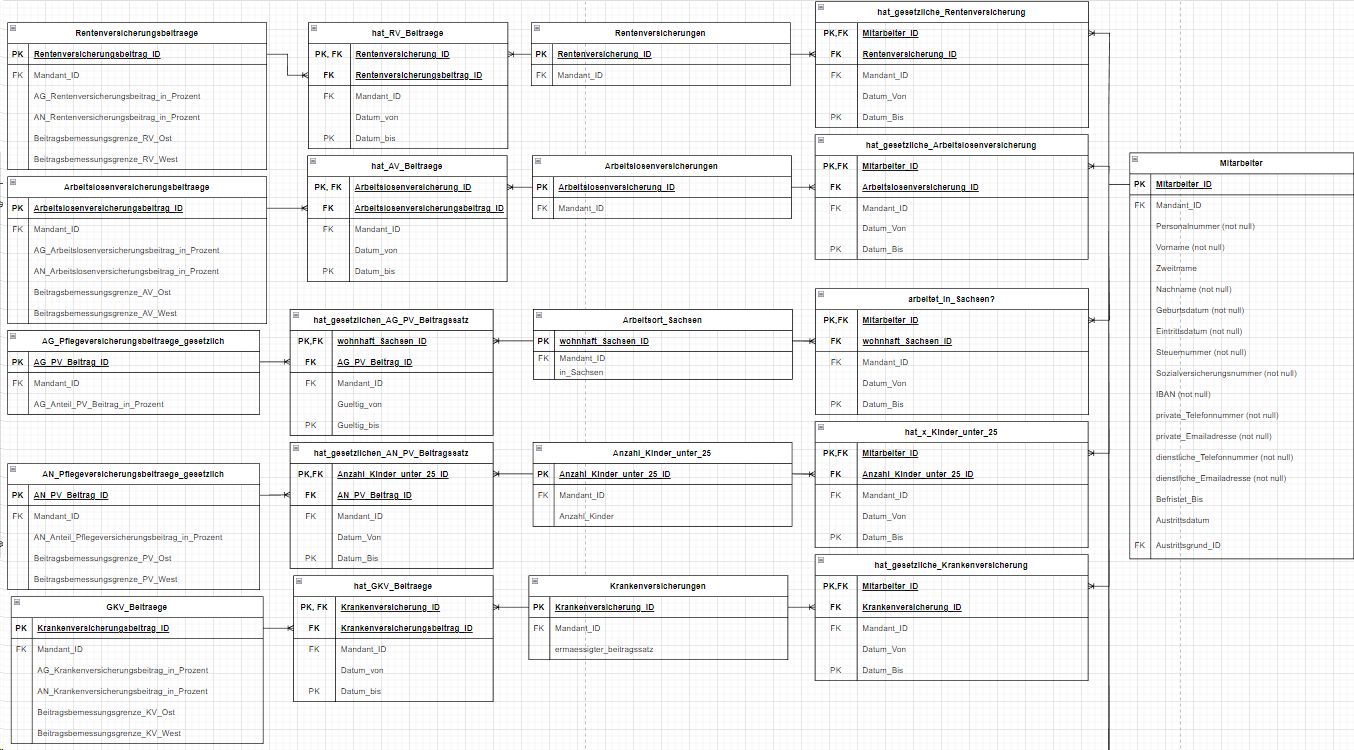 Rentenversicherungsbeitraege
PK Rentenversicherungsbeitrag_ID
FK Mandant_ID
AG_Rentenversicherungsbeitrag_in_Prozent
AN_Rentenversicherungsbeitrag_in_Prozent
Beitragsbemessungsgrenze_RV_Ost
Beitragsbemessungsgrenze_RV_West
hat_RV_Beitraege
PK, FK Rentenversicherung_ID
FK Rentenversicherungsbeitrag_ID
FK Mandant_ID
Datum_von
PK Datum_bis
Rentenversicherungen
PK Rentenversicherung_ID
FK Mandant_ID
hat_gesetzliche_Rentenversicherung
PK,FK Mitarbeiter_ID
FK Rentenversicherung_ID
FK Mandant_ID
Datum_Von
PK Datum_Bis
Arbeitslosenversicherungsbeitraege
PK Arbeitslosenversicherungsbeitrag_ID
FK Mandant_ID
AG_Arbeitslosenversicherungsbeitrag_in_Prozent
AN_Arbeitslosenversicherungsbeitrag_in_Prozent
Beitragsbemessungsgrenze_AV_Ost
Beitragsbemessungsgrenze_AV_West
hat_AV_Beitraege
PK, FK Arbeitslosenversicherung_ID
FK Arbeitslosenversicherungsbeitrag_ID
FK Mandant_ID
Datum_von
PK Datum_bis
Arbeitslosenversicherungen
PK Arbeitslosenversicherung_ID
FK Mandant_ID
hat_gesetzliche_Arbeitslosenversicherung
PK,FK Mitarbeiter_ID
FK Arbeitslosenversicherung_ID
FK Mandant_ID
Datum_Von
PK Datum_Bis
Mitarbeiter
PK Mitarbeiter_ID
FK Mandant_ID
Personalnummer (not null)
Vorname (not null)
Zweitname
Nachname (not null)
Geburtsdatum (not null)
Eintrittsdatum (not null)
Steuernummer (not null)
Sozialversicherungsnummer (not null)
IBAN (not null)
private_Telefonnummer (not null)
private_Emailadresse (not null)
dienstliche_Telefonnummer (not null)
dienstliche_Emailadresse (not null)
Befristet_Bis
Austrittsdatum
FK Austrittsgrund_ID
AG_Pflegeversicherungsbeitraege_gesetzlich
PK AG_PV_Beitrag_ID
FK Mandant_ID
AG_Anteil_PV_Beitrag_in_Prozent
hat_gesetzlichen_AG_PV_Beitragssatz
PK,FK wohnhaft_Sachsen_ID
FK AG_PV_Beitrag_ID
FK Mandant_ID
Gueltig_von
PK Gueltig_bis
Arbeitsort_Sachsen
PK wohnhaft_Sachsen_ID
FK Mandant_ID
in_Sachsen
arbeitet_in_Sachsen?
PK,FK Mitarbeiter_ID
FK wohnhaft_Sachsen_ID
FK Mandant_ID
Datum_Von
PK Datum_Bis
AN_Pflegeversicherungsbeitraege_gesetzlich
PK AN_PV_Beitrag_ID
FK Mandant_ID
AN_Anteil_Pflegeversicherungsbeitrag_in_Prozent
Beitragsbemessungsgrenze_PV_Ost
Beitragsbemessungsgrenze_PV_West
hat_gesetzlichen_AN_PV_Beitragssatz
PK,FK Anzahl_Kinder_unter_25_ID
FK AN_PV_Beitrag_ID
FK Mandant_ID
Datum_Von
PK Datum_Bis
Anzahl_Kinder_unter_25
PK Anzahl_Kinder_unter_25_ID
FK Mandant_ID
Anzahl_Kinder
hat_x_Kinder_unter_25
PK,FK Mitarbeiter_ID
FK Anzahl_Kinder_unter_25_ID
FK Mandant_ID
Datum_Von
PK Datum_Bis
GKV_Beitraege
PK Krankenversicherungsbeitrag_ID
FK Mandant_ID
AG_Krankenversicherungsbeitrag_in_Prozent
AN_Krankenversicherungsbeitrag_in_Prozent
Beitragsbemessungsgrenze_KV_Ost
Beitragsbemessungsgrenze_KV_West
hat_GKV_Beitraege
PK, FK Krankenversicherung_ID
FK Krankenversicherungsbeitrag_ID
FK Mandant_ID
Datum_von
PK Datum_bis
Krankenversicherungen
PK Krankenversicherung_ID
FK Mandant_ID
ermaessigter_beitragssatz
hat_gesetzliche_Krankenversicherung
PK,FK Mitarbeiter_ID
FK Krankenversicherung_ID
FK Mandant_ID
Datum_Von
PK Datum_Bis